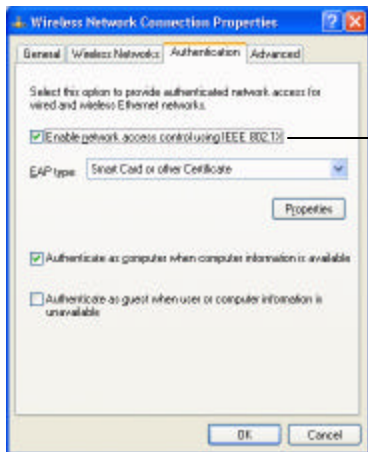 Wireless Network Connection Properties
General Wireless Networks Authentication Advanced
Select this option to provide authenticated network access for
wired and wireless Ethernet networks.
Enable network access control using IEEE 802.1X
EAP type: Smart Card or other Certificate
Properties
Authenticate as computer when computer information is available
Authenticate as guest when user or computer information is
unavailable
OK Cancel